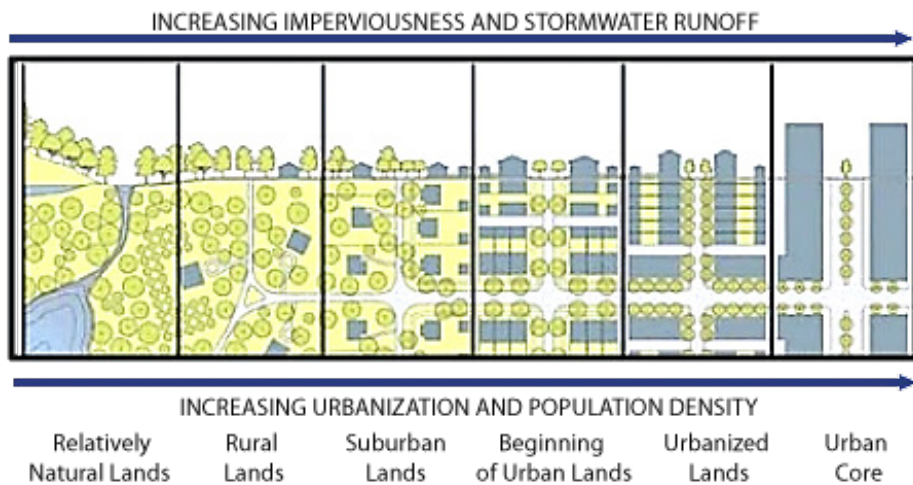 INCREASING IMPERVIOUSNESS AND STORMWATER RUNOFF
INCREASING URBANIZATION AND POPULATION DENSITY
Relatively Natural Lands
Rural Lands
Suburban Lands
Beginning of Urban Lands
Urbanized Lands
Urban Core